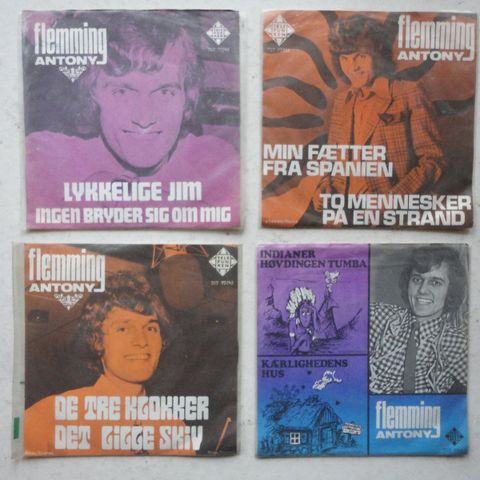 flemming
ANTONY
LYKKELIGE JIM
INGEN BRYDER SIG OM MIG
flemming
ANTONY
MIN FÆTTER
FRA SPANIEN
TO MENNESKER
PÅ EN STRAND
flemming
ANTONY
DE TRE KLOKKER
DET LILLE SKIV
INDIANER
HØVDINGEN TUMBA
KÆRLIGHEDENS
HUS
flemming
ANTONY